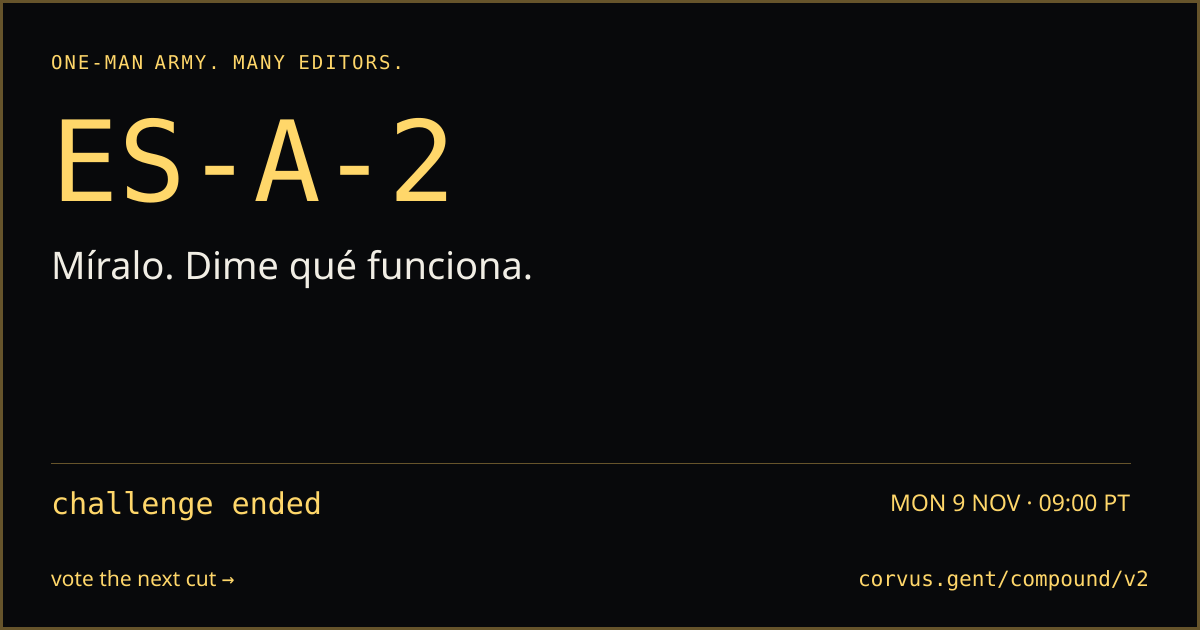 ONE-MAN ARMY. MANY EDITORS.
ES-A-2
Míralo. Dime qué funciona.
challenge ended
MON 9 NOV · 09:00 PT
vote the next cut →
corvus.gent/compound/v2